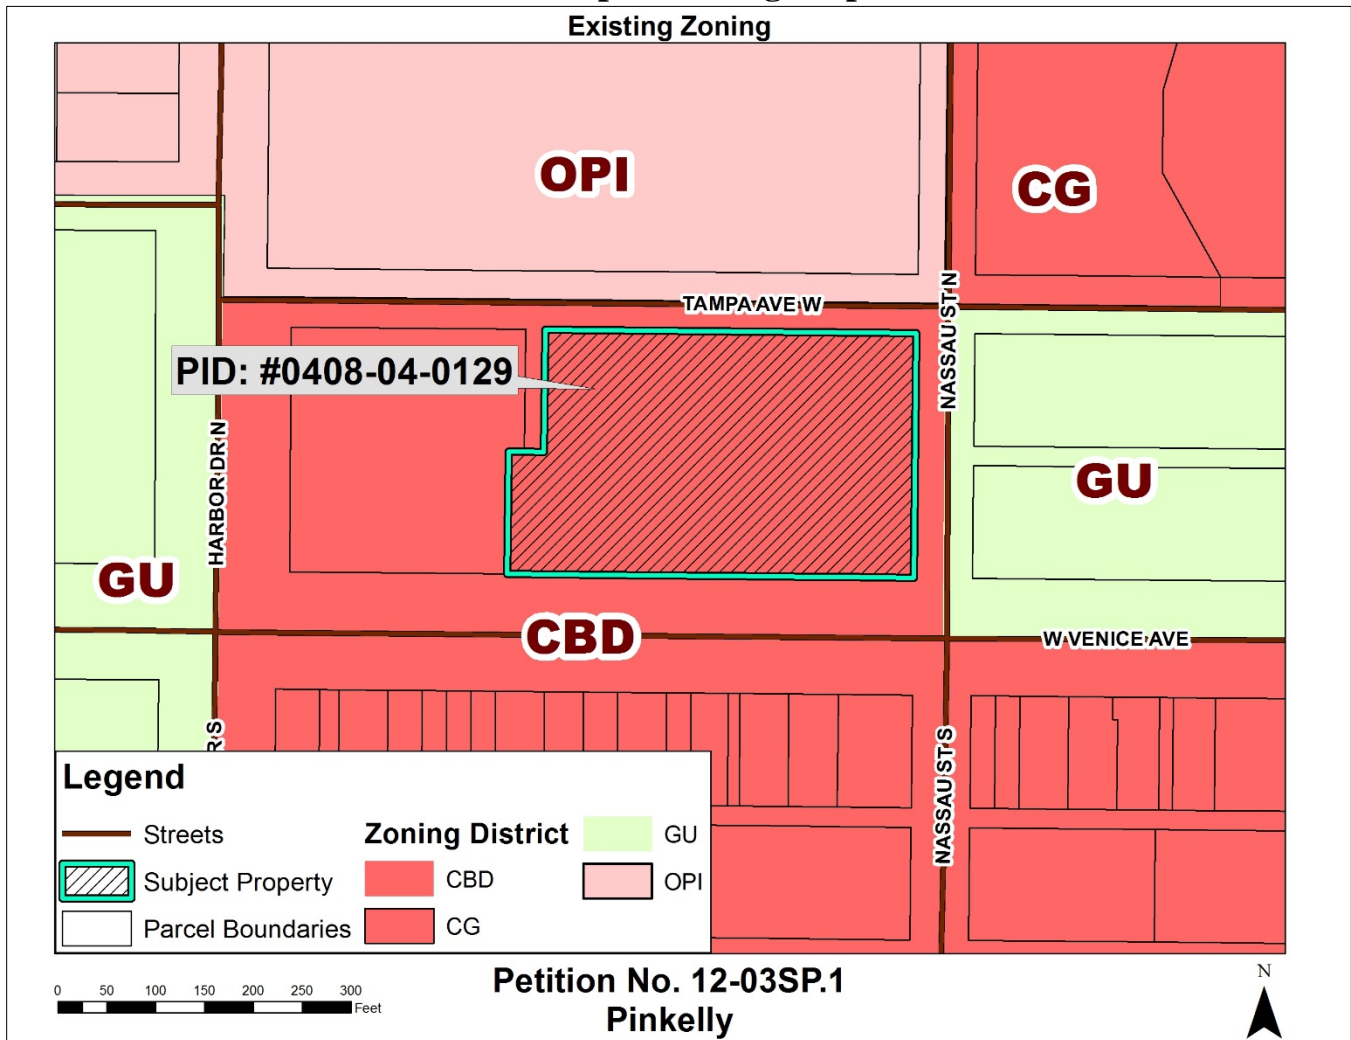 Existing Zoning
OPI
CG
TAMPA AVE W
NASSAU ST N
PID: #0408-04-0129
HARBOR DR N
GU
GU
CBD
W VENICE AVE
R S
NASSAU ST S
Legend
Streets
Subject Property
Parcel Boundaries
Zoning District
CBD
CG
GU
OPI
0 50 100 150 200 250 300
Feet
Petition No. 12-03SP.1
Pinkelly
N